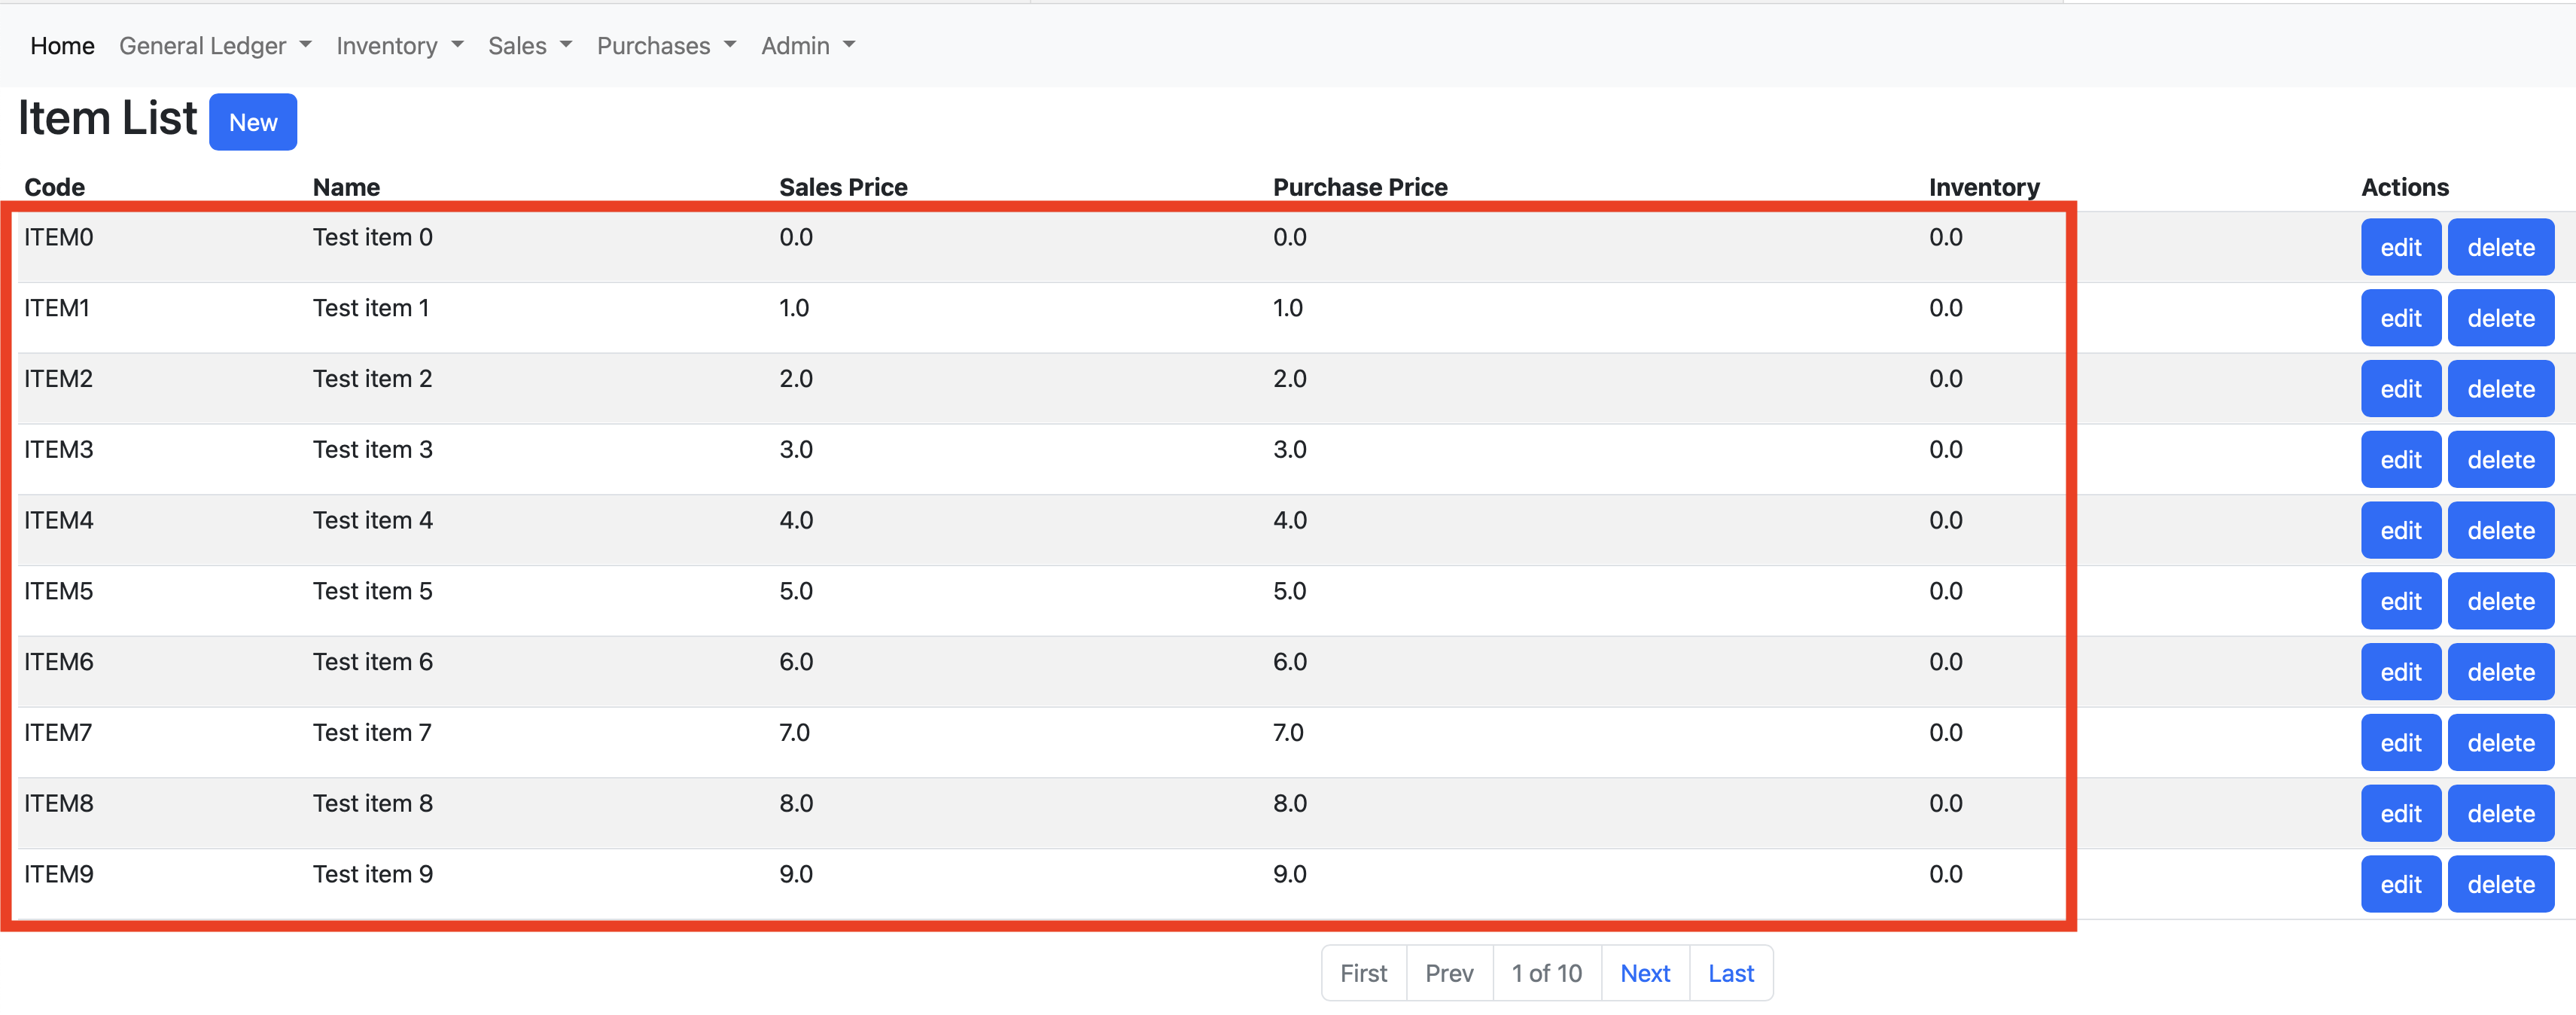 Home General Ledger Inventory Sales Purchases Admin
Item List New
Code Name Sales Price Purchase Price Inventory Actions
ITEM0 Test item 0 0.0 0.0 0.0 edit delete
ITEM1 Test item 1 1.0 1.0 0.0 edit delete
ITEM2 Test item 2 2.0 2.0 0.0 edit delete
ITEM3 Test item 3 3.0 3.0 0.0 edit delete
ITEM4 Test item 4 4.0 4.0 0.0 edit delete
ITEM5 Test item 5 5.0 5.0 0.0 edit delete
ITEM6 Test item 6 6.0 6.0 0.0 edit delete
ITEM7 Test item 7 7.0 7.0 0.0 edit delete
ITEM8 Test item 8 8.0 8.0 0.0 edit delete
ITEM9 Test item 9 9.0 9.0 0.0 edit delete
First Prev 1 of 10 Next Last